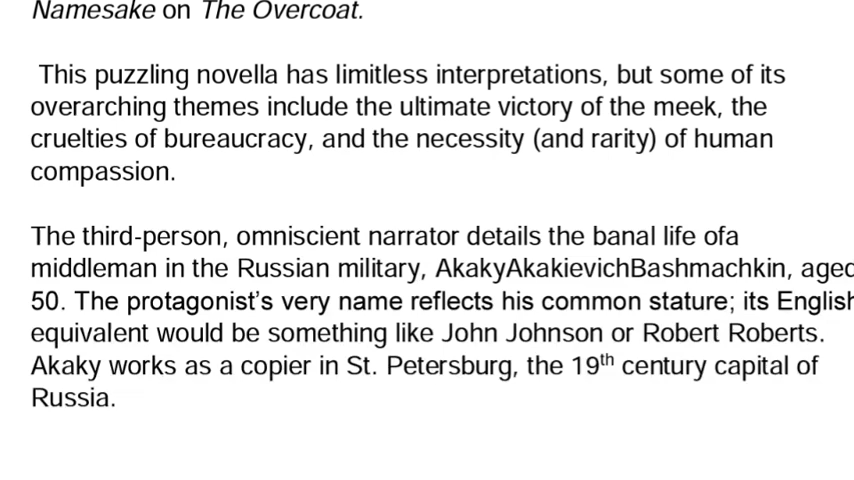 Namesake on The Overcoat.
This puzzling novella has limitless interpretations, but some of its
overarching themes include the ultimate victory of the meek, the
cruelties of bureaucracy, and the necessity (and rarity) of human
compassion.
The third-person, omniscient narrator details the banal life ofa
middleman in the Russian military, AkakyAkakievichBashmachkin, aged
50. The protagonist’s very name reflects his common stature; its English
equivalent would be something like John Johnson or Robert Roberts.
Akaky works as a copier in St. Petersburg, the 19th century capital of
Russia.